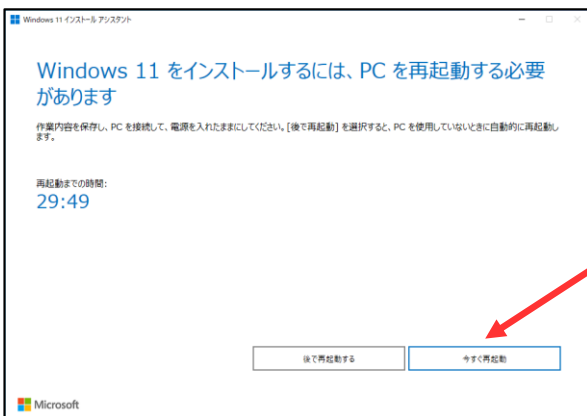 Windows 11 インストール アシスタント
Windows 11 をインストールするには、PC を再起動する必要
があります
作業内容を保存し、PC を接続して、電源を入れたままにしてください。[後で再起動] を選択すると、PC を使用していないときに自動的に再起動し
ます。
再起動までの時間:
29:49
後で再起動する
今すぐ再起動
Microsoft